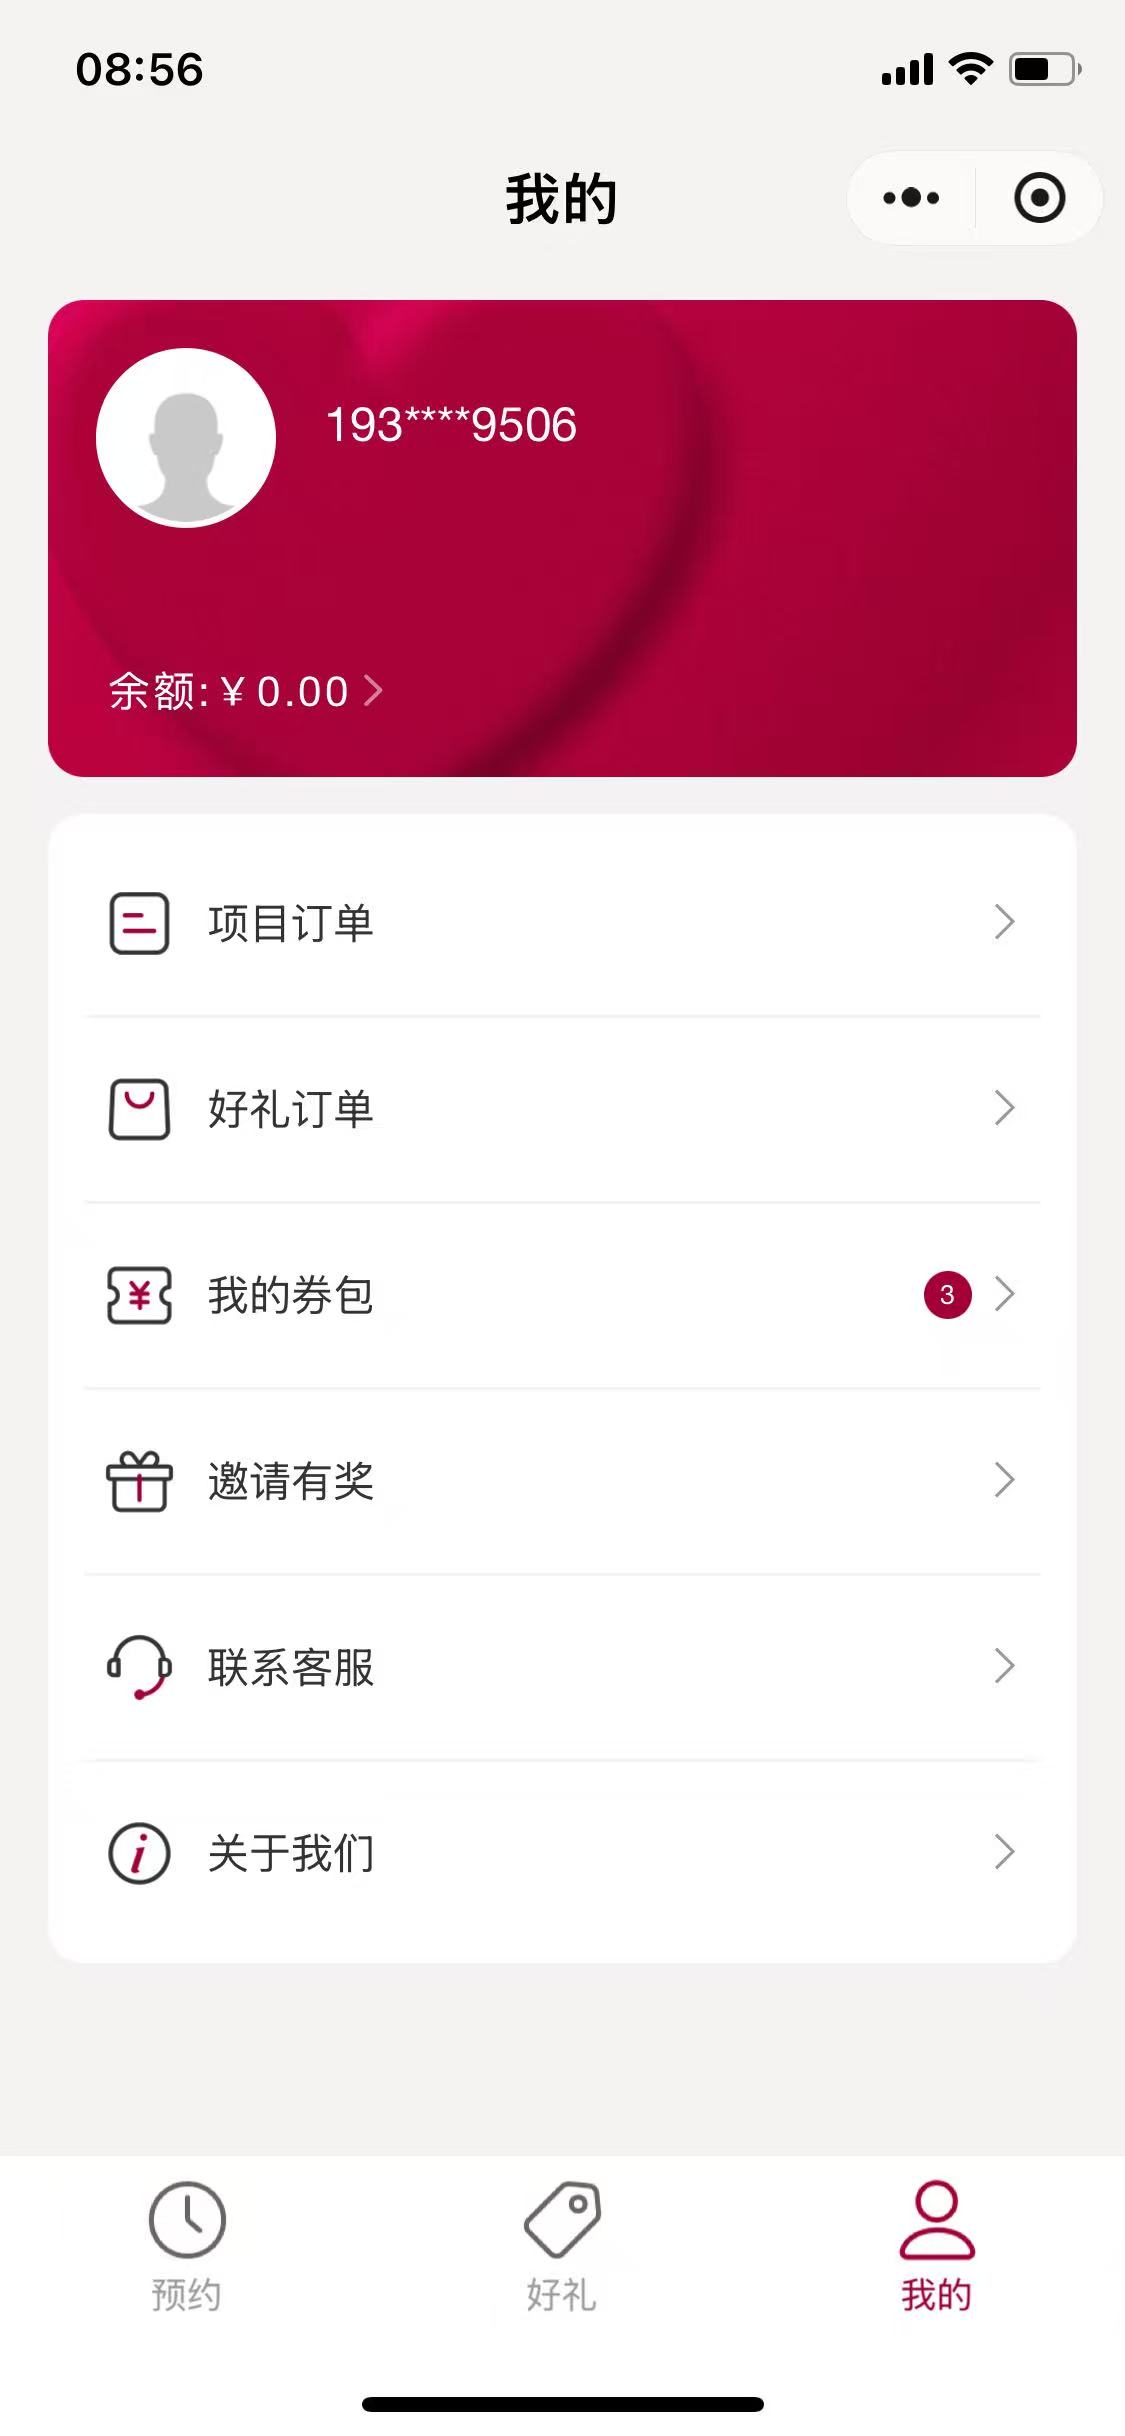 08:56
我的
193****9506
余额:¥0.00
项目订单
好礼订单
我的券包
3
邀请有奖
联系客服
关于我们
预约
好礼
我的